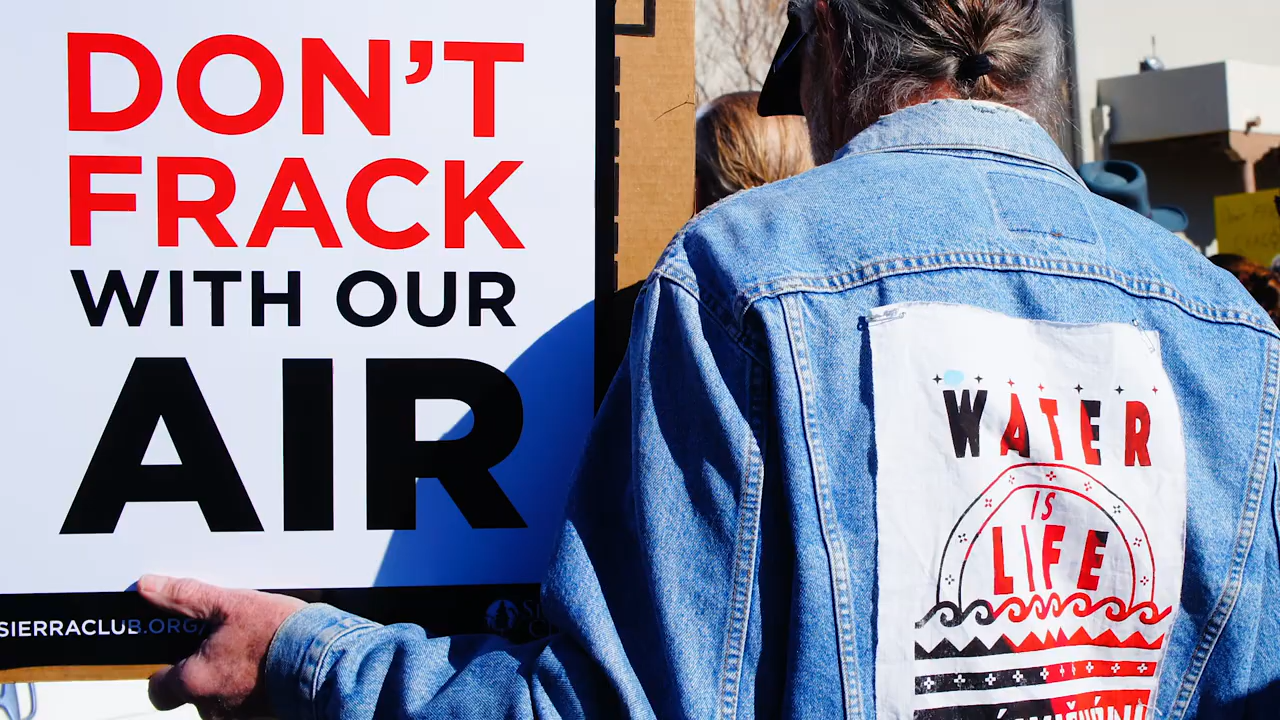 DON'T
FRACK
WITH OUR
AIR
SIERRACLUB.ORG/
WATER
IS
LIFE